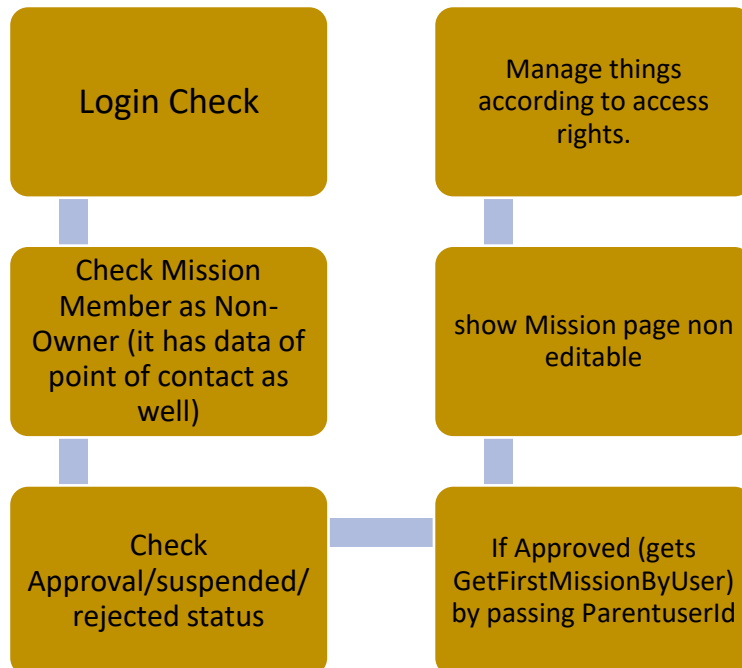 Login Check
Check Mission
Member as Non-
Owner (it has data of
point of contact as
well)
Check
Approval/suspended/
rejected status
If Approved (gets
GetFirstMissionByUser)
by passing ParentuserId
show Mission page non
editable
Manage things
according to access
rights.